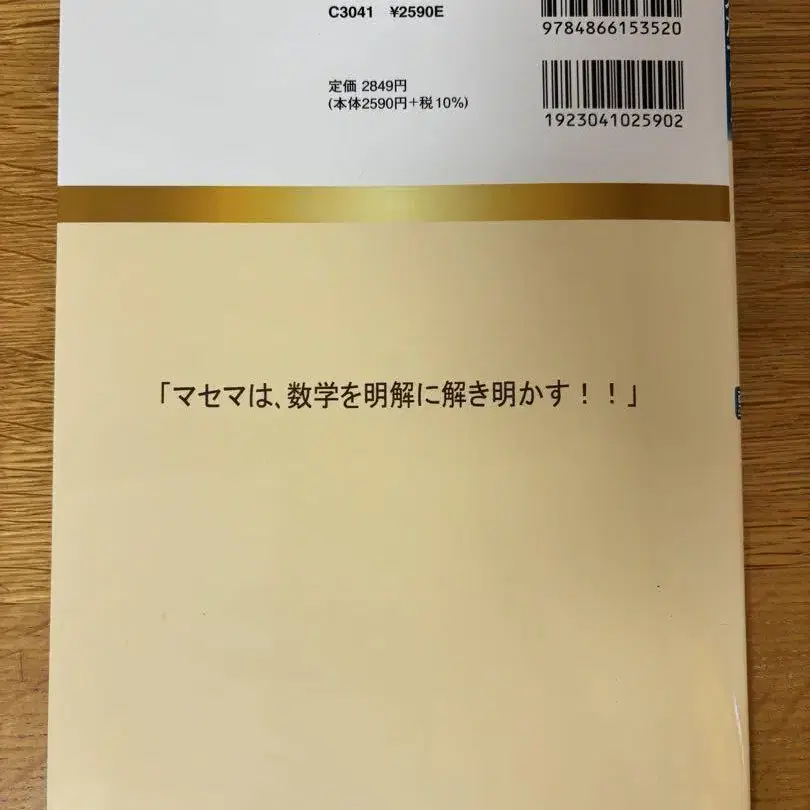 C3041 ¥2590E
9784866153520
定価 2849円
(本体2590円+税10%)
1923041025902
「マセマは、数学を明解に解き明かす！！」